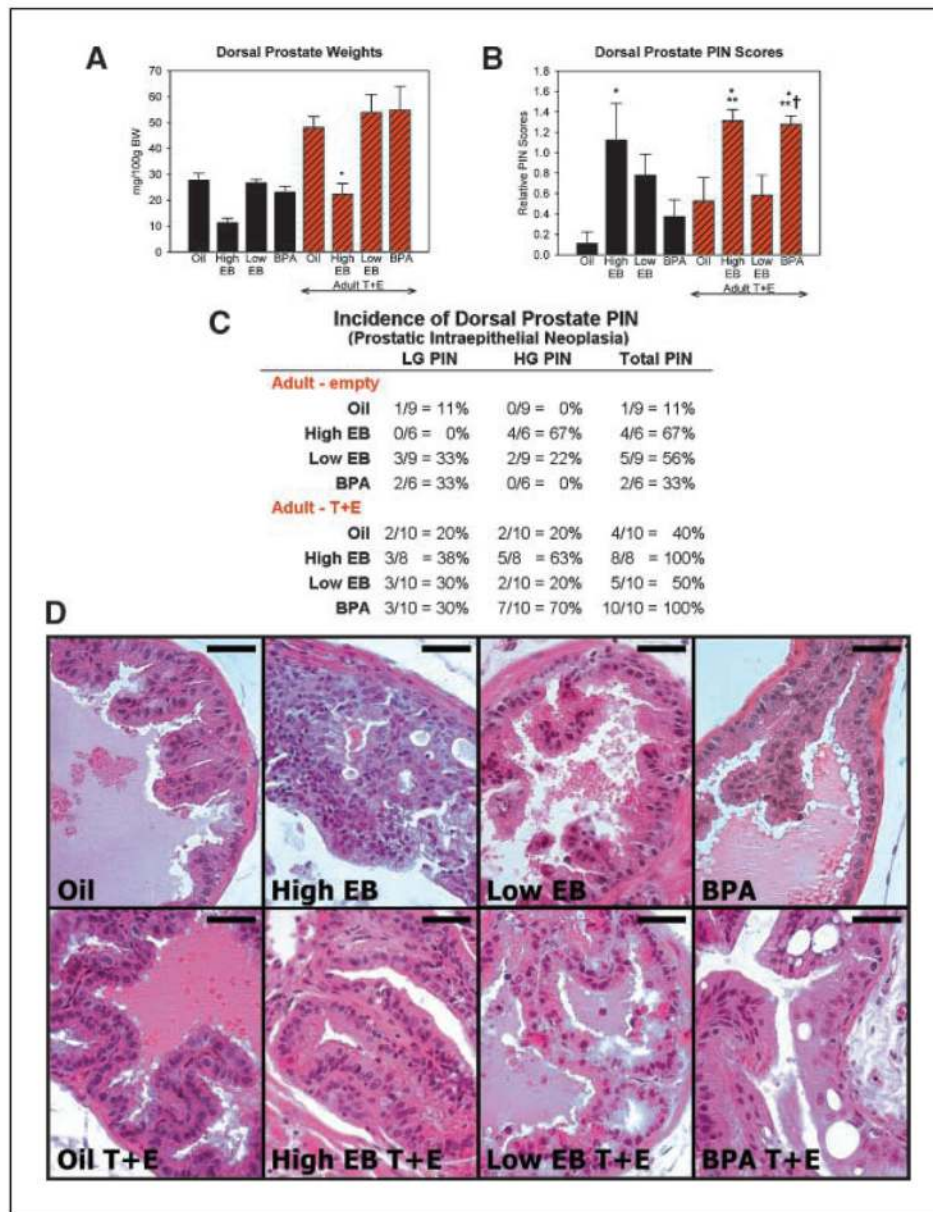 A
Dorsal Prostate Weights
mg/100g BW
70
60
50
40
30
20
10
0
Oil
High EB
Low EB
BPA
Oil
High EB
Low EB
BPA
*
Adult T+E
B
Dorsal Prostate PIN Scores
Relative PIN Scores
1.8
1.6
1.4
1.2
1.0
0.8
0.6
0.4
0.2
0.0
*
*
**
*
**†
Oil
High EB
Low EB
BPA
Oil
High EB
Low EB
BPA
Adult T+E
C
Incidence of Dorsal Prostate PIN
(Prostatic Intraepithelial Neoplasia)
LG PIN HG PIN Total PIN
Adult - empty
Oil 1/9 = 11% 0/9 = 0% 1/9 = 11%
High EB 0/6 = 0% 4/6 = 67% 4/6 = 67%
Low EB 3/9 = 33% 2/9 = 22% 5/9 = 56%
BPA 2/6 = 33% 0/6 = 0% 2/6 = 33%
Adult - T+E
Oil 2/10 = 20% 2/10 = 20% 4/10 = 40%
High EB 3/8 = 38% 5/8 = 63% 8/8 = 100%
Low EB 3/10 = 30% 2/10 = 20% 5/10 = 50%
BPA 3/10 = 30% 7/10 = 70% 10/10 = 100%
D
Oil
High EB
Low EB
BPA
Oil T+E
High EB T+E
Low EB T+E
BPA T+E